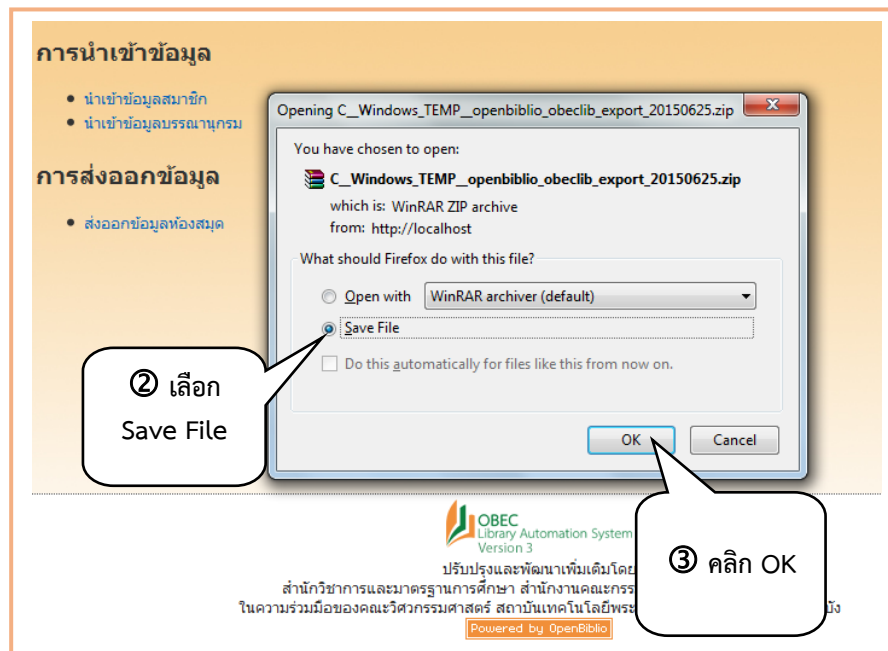 การนำเข้าข้อมูล
นำเข้าข้อมูลสมาชิก
นำเข้าข้อมูลบรรณานุกรม
การส่งออกข้อมูล
ส่งออกข้อมูลห้องสมุด
Opening C__Windows_TEMP__openbiblio_obeclib_export_20150625.zip
You have chosen to open:
C__Windows_TEMP__openbiblio_obeclib_export_20150625.zip
which is: WinRAR ZIP archive
from: http://localhost
What should Firefox do with this file?
Open with WinRAR archiver (default)
Save File
Do this automatically for files like this from now on.
OK Cancel
② เลือก
Save File
③ คลิก OK
OBEC
Library Automation System
Version 3
ปรับปรุงและพัฒนาเพิ่มเติมโดย
สำนักวิชาการและมาตรฐานการศึกษา สำนักงานคณะกรร
ในความร่วมมือของคณะวิศวกรรมศาสตร์ สถาบันเทคโนโลยีพระ
Powered by OpenBiblio